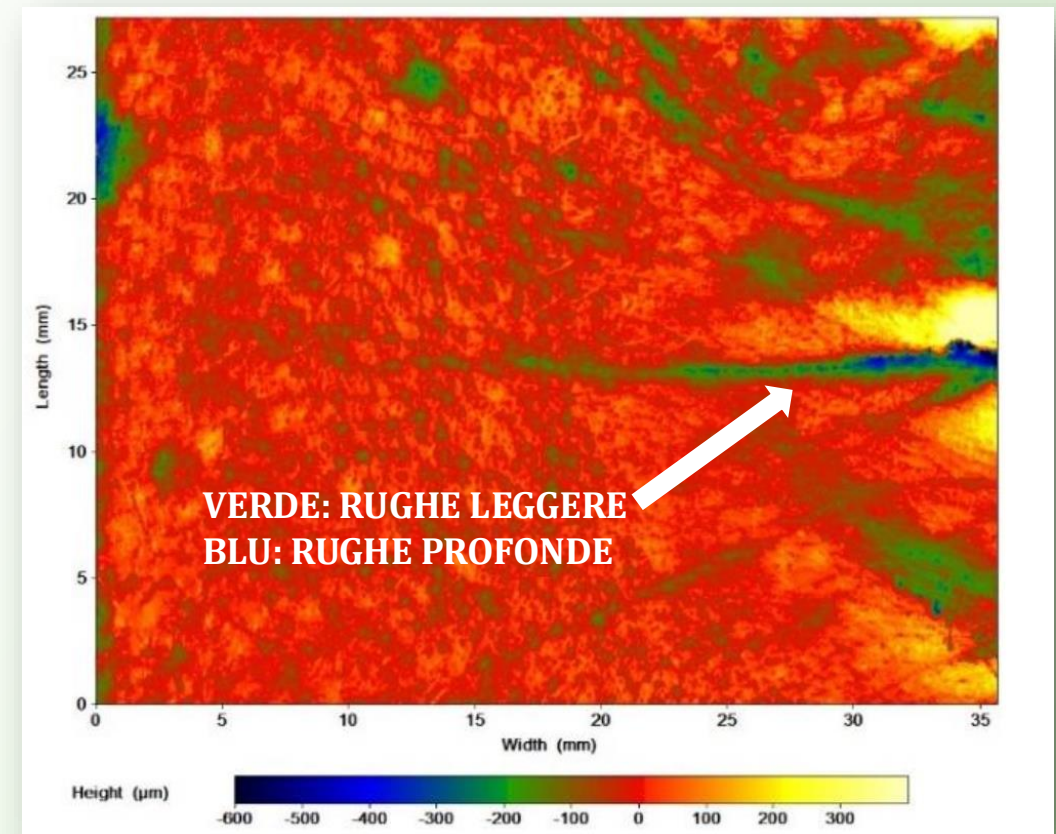 25
20
15
10
5
0
Length (mm)
VERDE: RUGHE LEGGERE
BLU: RUGHE PROFONDE
0 5 10 15 20 25 30 35
Width (mm)
Height (µm)
-600 -500 -400 -300 -200 -100 0 100 200 300